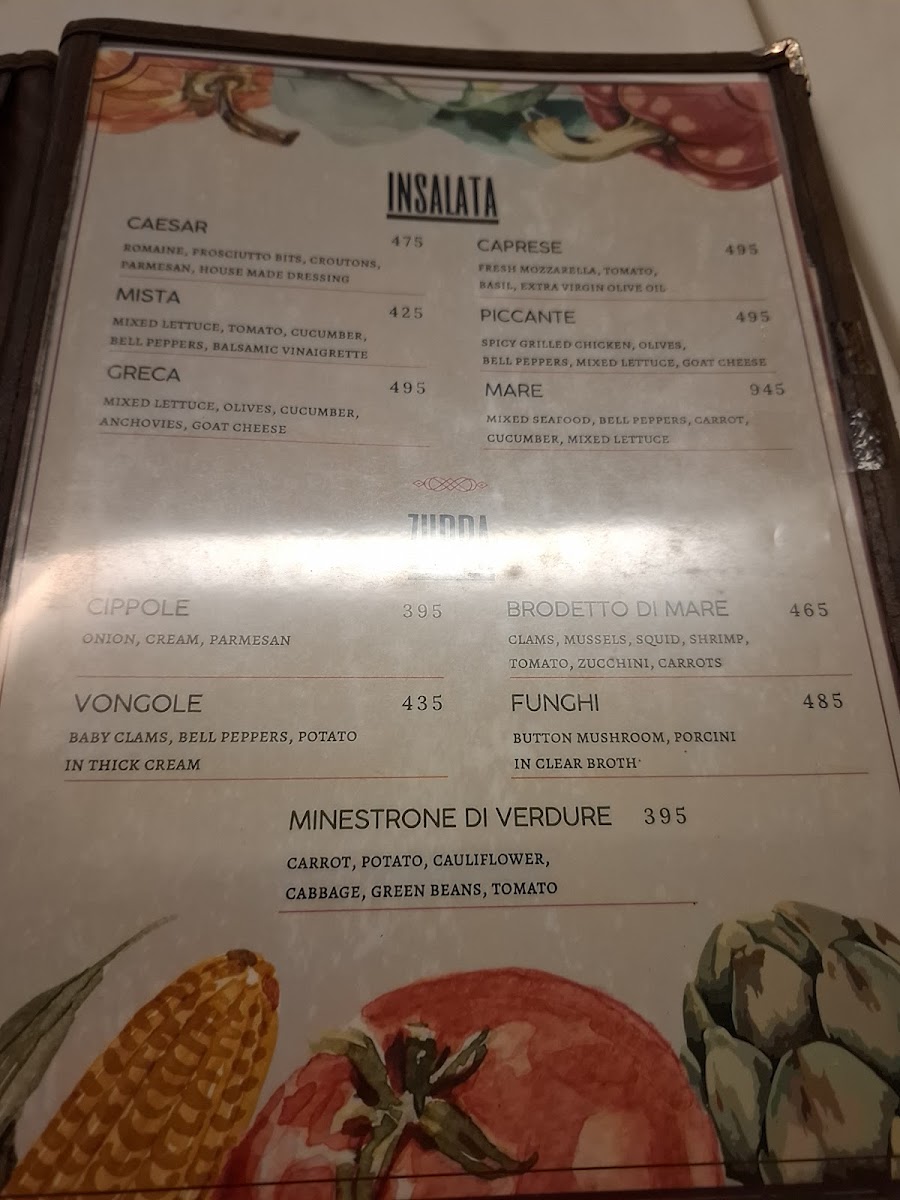 INSALATA
CAESAR 475
ROMAINE, PROSCIUTTO BITS, CROUTONS,
PARMESAN, HOUSE MADE DRESSING
MISTA 425
MIXED LETTUCE, TOMATO, CUCUMBER,
BELL PEPPERS, BALSAMIC VINAIGRETTE
GRECA 495
MIXED LETTUCE, OLIVES, CUCUMBER,
ANCHOVIES, GOAT CHEESE
CAPRESE 495
FRESH MOZZARELLA, TOMATO,
BASIL, EXTRA VIRGIN OLIVE OIL
PICCANTE 495
SPICY GRILLED CHICKEN, OLIVES,
BELL PEPPERS, MIXED LETTUCE, GOAT CHEESE
MARE 945
MIXED SEAFOOD, BELL PEPPERS, CARROT,
CUCUMBER, MIXED LETTUCE
ZUPPA
CIPPOLE 395
ONION, CREAM, PARMESAN
VONGOLE 435
BABY CLAMS, BELL PEPPERS, POTATO
IN THICK CREAM
BRODETTO DI MARE 465
CLAMS, MUSSELS, SQUID, SHRIMP,
TOMATO, ZUCCHINI, CARROTS
FUNGHI 485
BUTTON MUSHROOM, PORCINI
IN CLEAR BROTH
MINESTRONE DI VERDURE 395
CARROT, POTATO, CAULIFLOWER,
CABBAGE, GREEN BEANS, TOMATO